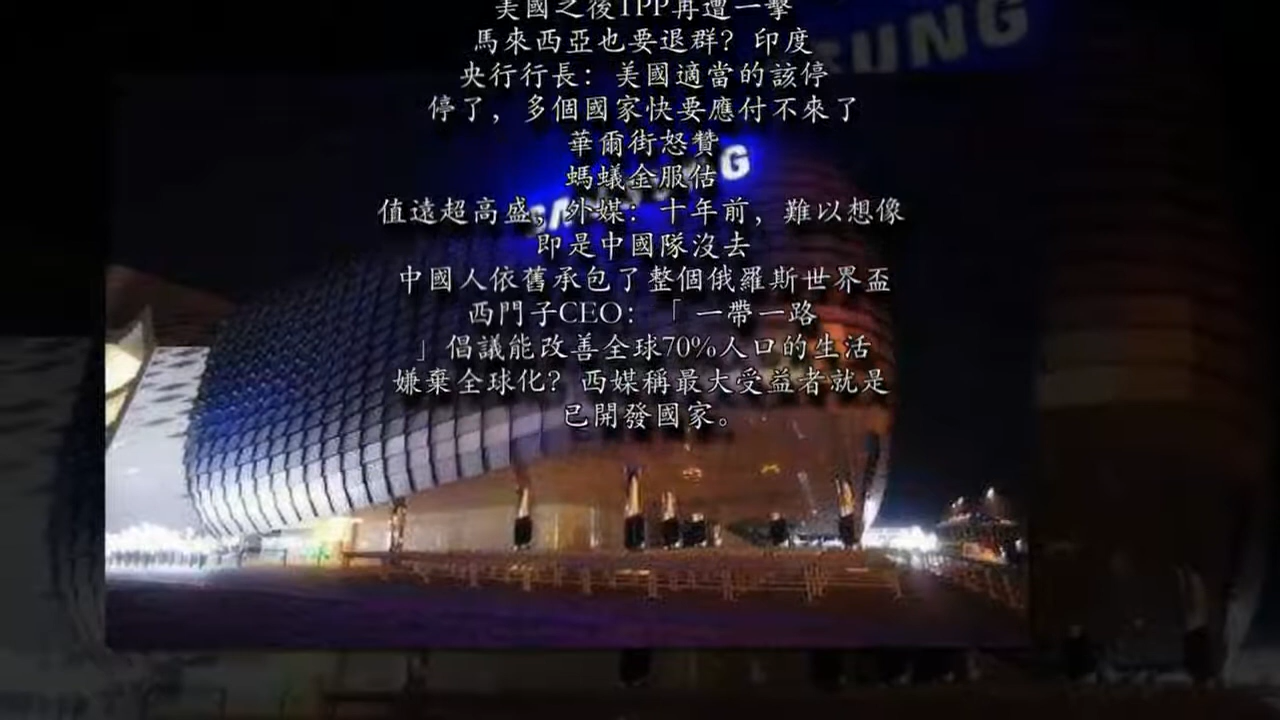 美國之後TPP再遭一擊
馬來西亞也要退群？印度
央行行長：美國適當的該停
停了，多個國家快要應付不來了
華爾街怒贊
螞蟻金服估
值遠超高盛，外媒：十年前，難以想像
即是中國隊沒去
中國人依舊承包了整個俄羅斯世界盃
西門子CEO：「一帶一路
」倡議能改善全球70%人口的生活
嫌棄全球化？西媒稱最大受益者就是
已開發國家。
SAMSUNG